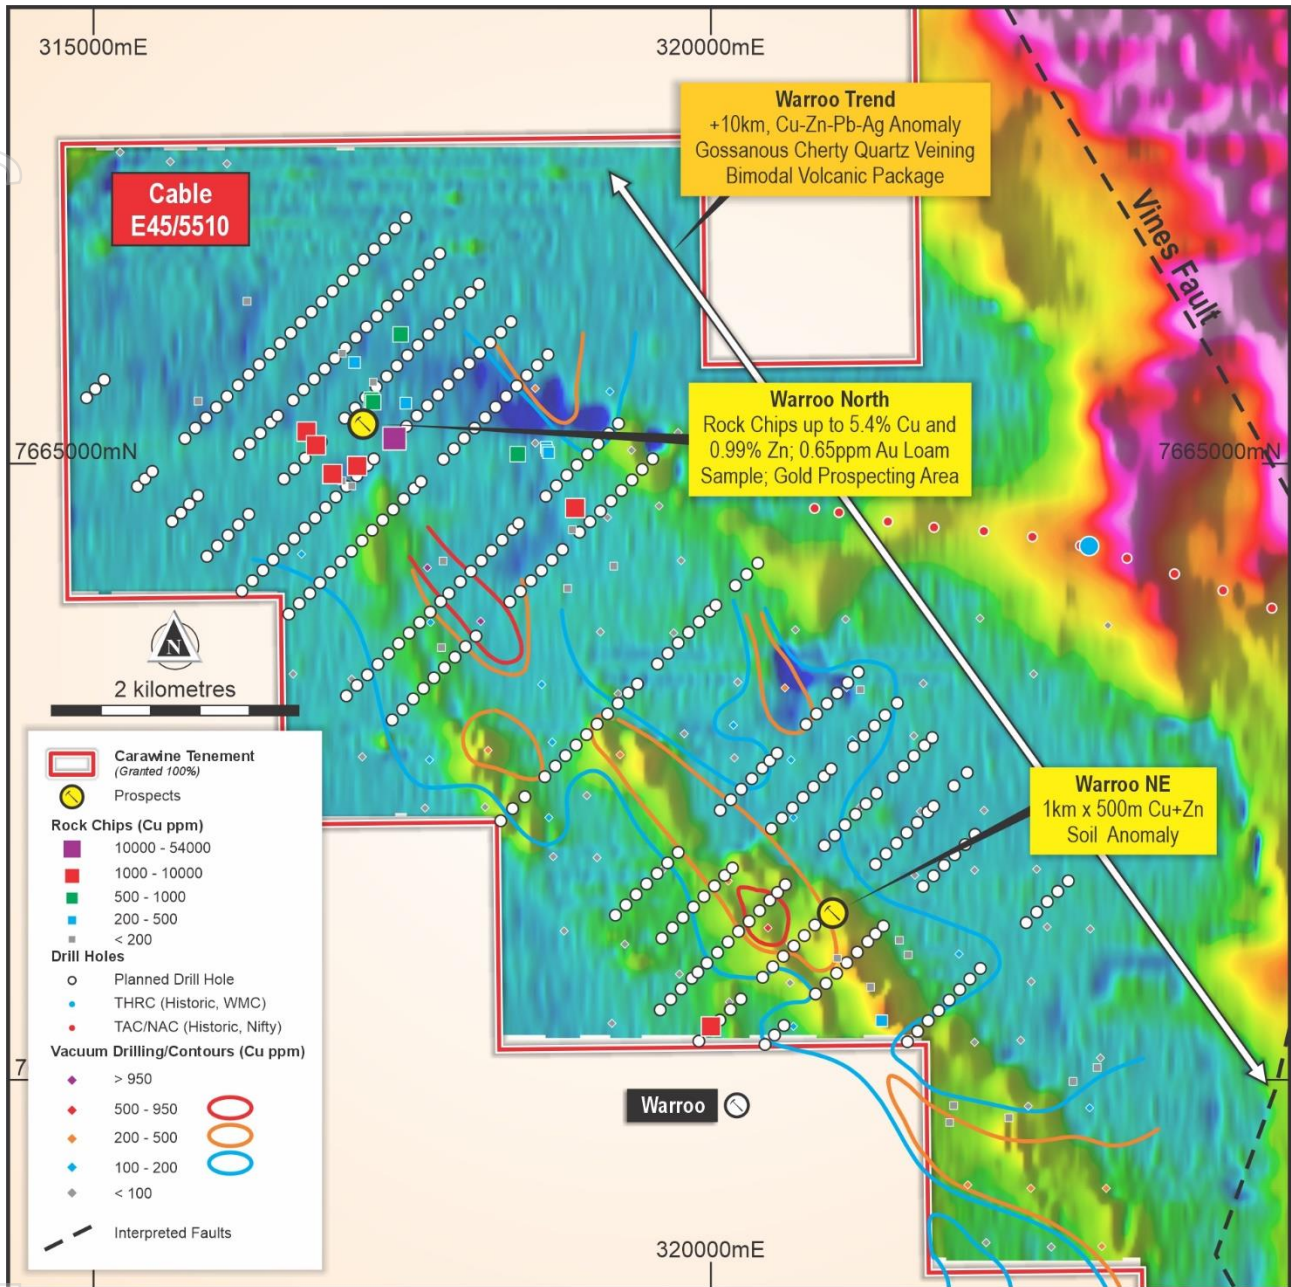 315000mE
320000mE
Warroo Trend
+10km, Cu-Zn-Pb-Ag Anomaly
Gossanous Cherty Quartz Veining
Bimodal Volcanic Package
Cable
E45/5510
Vines Fault
Warroo North
Rock Chips up to 5.4% Cu and
0.99% Zn; 0.65ppm Au Loam
Sample; Gold Prospecting Area
7665000mN
7665000mN
N
2 kilometres
Carawine Tenement
(Granted 100%)
Prospects
Rock Chips (Cu ppm)
10000 - 54000
1000 - 10000
500 - 1000
200 - 500
< 200
Drill Holes
Planned Drill Hole
THRC (Historic, WMC)
TAC/NAC (Historic, Nifty)
Vacuum Drilling/Contours (Cu ppm)
> 950
500 - 950
200 - 500
100 - 200
< 100
Interpreted Faults
Warroo NE
1km x 500m Cu+Zn
Soil Anomaly
7
Warroo
320000mE